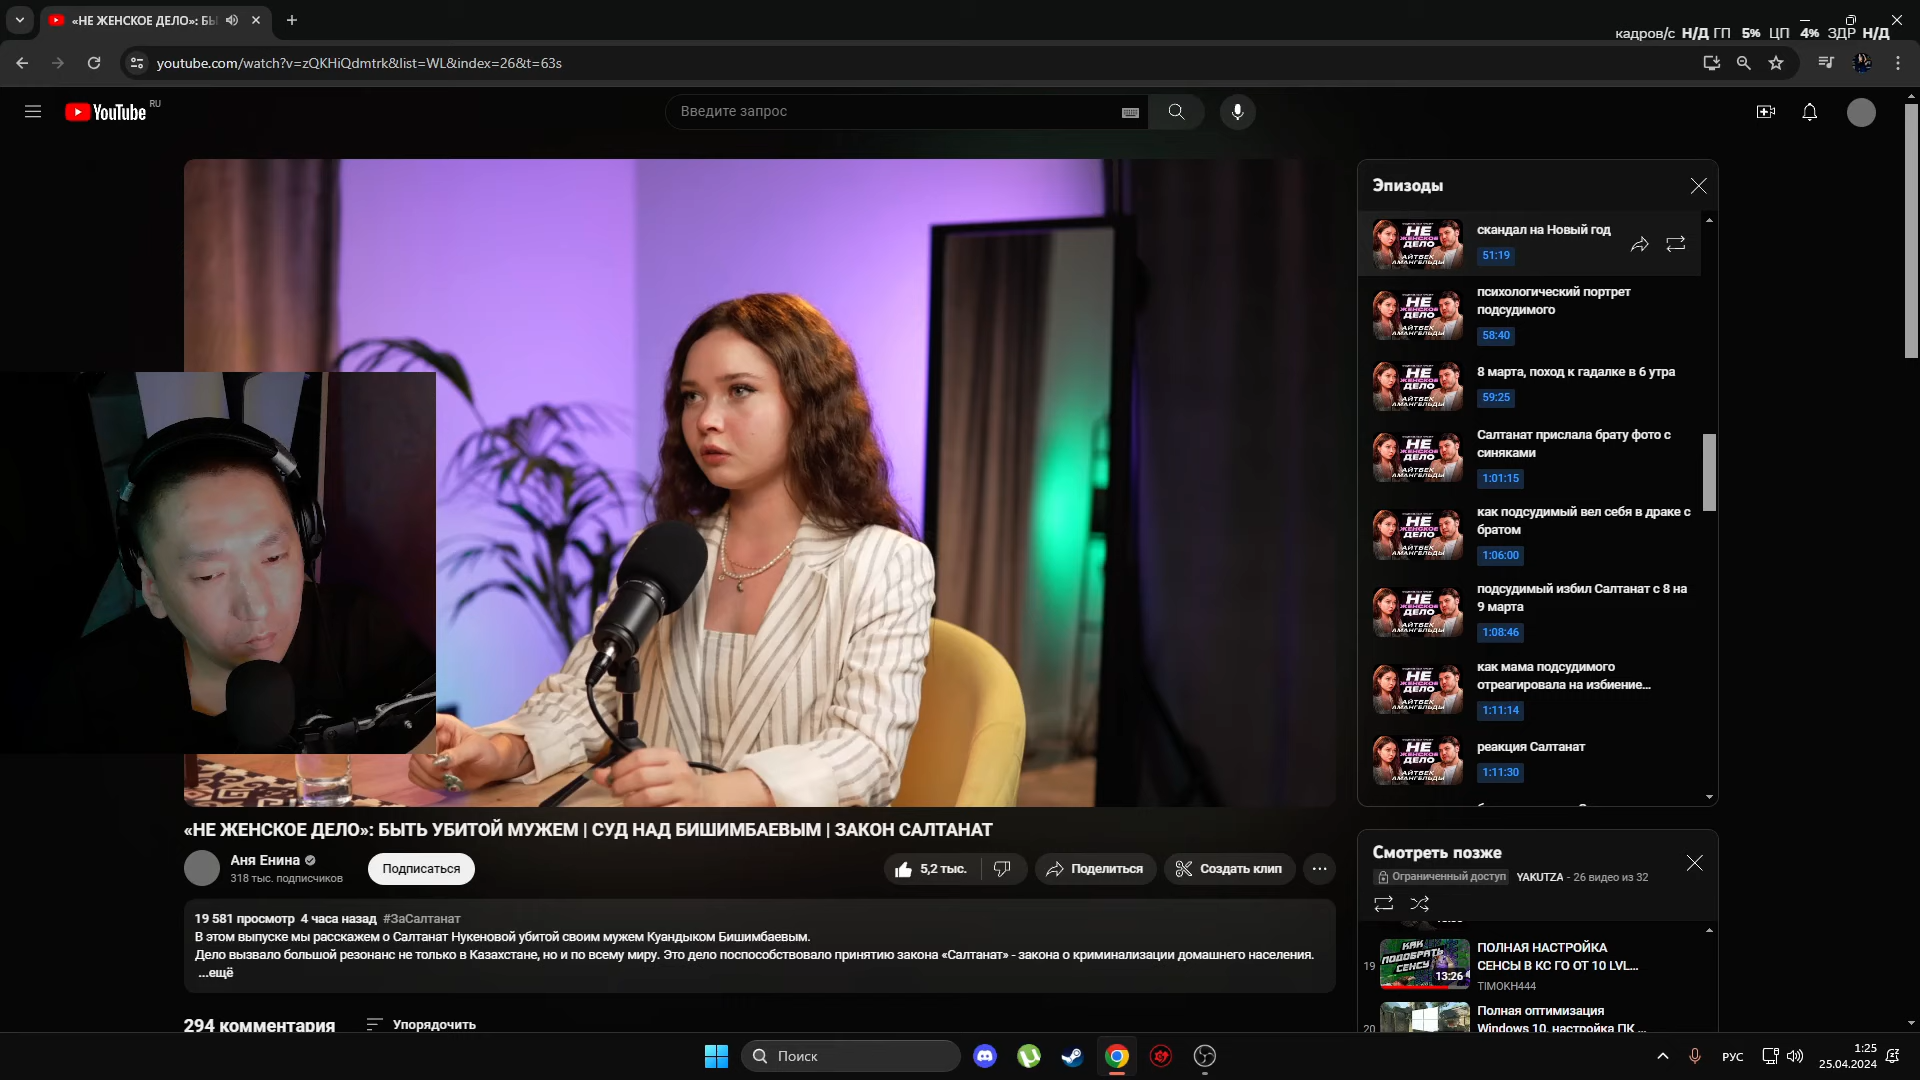 «НЕ ЖЕНСКОЕ ДЕЛО»: БЫ
кадров/с Н/Д ГП 5% ЦП 4% ЗДР Н/Д
youtube.com/watch?v=zQKHiQdmtrk&list=WL&index=26&t=63s
YouTube RU
Введите запрос
Эпизоды
скандал на Новый год
51:19
психологический портрет
подсудимого
58:40
8 марта, поход к гадалке в 6 утра
59:25
Салтанат прислала брату фото с
синяками
1:01:15
как подсудимый вел себя в драке с
братом
1:06:00
подсудимый избил Салтанат с 8 на
9 марта
1:08:46
как мама подсудимого
отреагировала на избиение...
1:11:14
реакция Салтанат
1:11:30
НЕ ЖЕНСКОЕ ДЕЛО
АЙТБЕК АМАНГЕЛЬДЫ
«НЕ ЖЕНСКОЕ ДЕЛО»: БЫТЬ УБИТОЙ МУЖЕМ | СУД НАД БИШИМБАЕВЫМ | ЗАКОН САЛТАНАТ
Аня Енина
318 тыс. подписчиков
Подписаться
5,2 тыс.
Поделиться
Создать клип
19 581 просмотр 4 часа назад #ЗаСалтанат
В этом выпуске мы расскажем о Салтанат Нукеновой убитой своим мужем Куандыком Бишимбаевым.
Дело вызвало большой резонанс не только в Казахстане, но и по всему миру. Это дело поспособствовало принятию закона «Салтанат» - закона о криминализации домашнего населения.
...ещё
294 комментария
Упорядочить
Смотреть позже
Ограниченный доступ YAKUTZA - 26 видео из 32
19
КАК ПОДОБРАТЬ СЕНСУ
13:26
ПОЛНАЯ НАСТРОЙКА
СЕНСЫ В КС ГО ОТ 10 LVL...
TIMOKH444
20
Полная оптимизация
Windows 10, настройка ПК ...
Поиск
РУС
1:25
25.04.2024